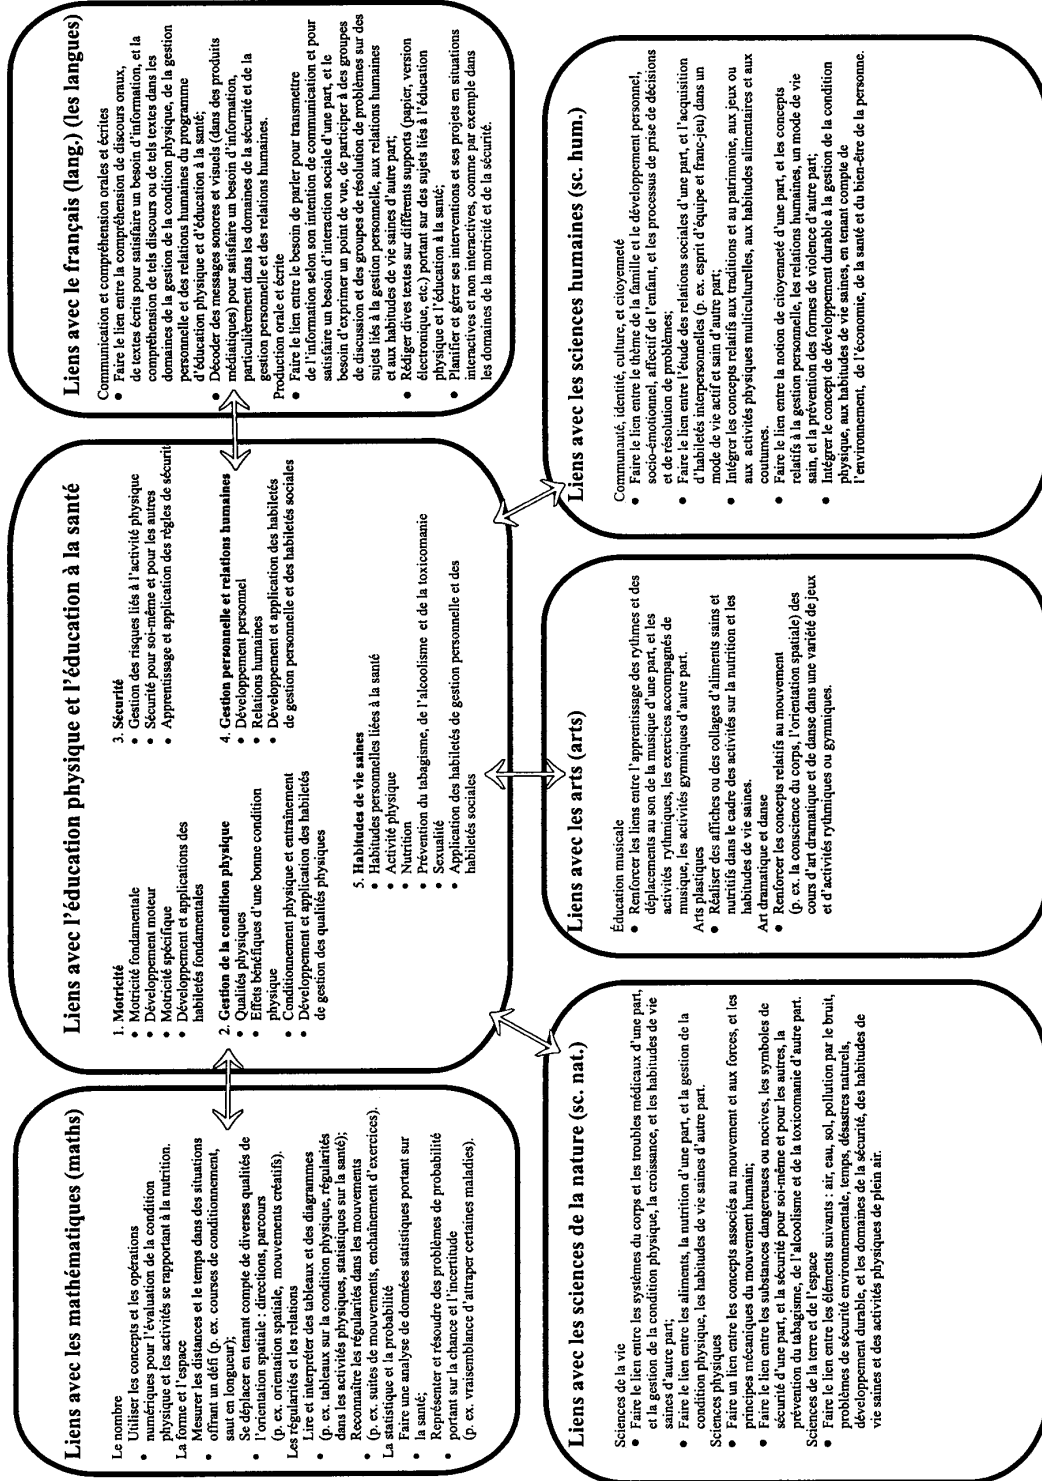 Liens avec les mathématiques (maths)
Le nombre
• Utiliser les concepts et les opérations
numériques pour l'évaluation de la condition
physique et les activités se rapportant à la nutrition.
La forme et l'espace
• Mesurer les distances et le temps dans des situations
offrant un défi (p. ex. courses de conditionnement,
saut en longueur);
• Se déplacer en tenant compte de diverses qualités de
l'orientation spatiale : directions, parcours
(p. ex. orientation spatiale, mouvements créatifs).
Les régularités et les relations
• Lire et interpréter des tableaux et des diagrammes
(p. ex. tableaux sur la condition physique, régularités
dans les activités physiques, statistiques sur la santé);
• Reconnaître les régularités dans les mouvements
(p. ex. suites de mouvements, enchaînement d'exercices).
La statistique et la probabilité
• Faire une analyse de données statistiques portant sur
la santé;
• Représenter et résoudre des problèmes de probabilité
portant sur la chance et l'incertitude
(p. ex. vraisemblance d'attraper certaines maladies).
Liens avec l'éducation physique et l'éducation à la santé
1. Motricité
• Motricité fondamentale
• Développement moteur
• Motricité spécifique
• Développement et applications des
habiletés fondamentales
2. Gestion de la condition physique
• Qualités physiques
• Effets bénéfiques d'une bonne condition
physique
• Conditionnement physique et entraînement
• Développement et application des habiletés
de gestion des qualités physiques
3. Sécurité
• Gestion des risques liés à l'activité physique
• Sécurité pour soi-même et pour les autres
• Apprentissage et application des règles de sécurit
4. Gestion personnelle et relations humaines
• Développement personnel
• Relations humaines
• Développement et application des habiletés
de gestion personnelle et des habiletés sociales
5. Habitudes de vie saines
• Habitudes personnelles liées à la santé
• Activité physique
• Nutrition
• Prévention du tabagisme, de l'alcoolisme et de la toxicomanie
• Sexualité
• Application des habiletés de gestion personnelle et des
habiletés sociales
Liens avec le français (lang.) (les langues)
Communication et compréhension orales et écrites
• Faire le lien entre la compréhension de discours oraux,
de textes écrits pour satisfaire un besoin d'information, et la
compréhension de tels discours ou de tels textes dans les
domaines de la gestion de la condition physique, de la gestion
personnelle et des relations humaines du programme
d'éducation physique et d'éducation à la santé;
• Décoder des messages sonores et visuels (dans des produits
médiatiques) pour satisfaire un besoin d'information,
particulièrement dans les domaines de la sécurité et de la
gestion personnelle et des relations humaines.
Production orale et écrite
• Faire le lien entre le besoin de parler pour transmettre
de l'information selon son intention de communication et pour
satisfaire un besoin d'interaction sociale d'une part, et le
besoin d'exprimer un point de vue, de participer à des groupes
de discussion et des groupes de résolution de problèmes sur des
sujets liés à la gestion personnelle, aux relations humaines
et aux habitudes de vie saines d'autre part;
• Rédiger divers textes sur différents supports (papier, version
électronique, etc.) portant sur des sujets liés à l'éducation
physique et l'éducation à la santé;
• Planifier et gérer ses interventions et ses projets en situations
interactives et non interactives, comme par exemple dans
les domaines de la motricité et de la sécurité.
Liens avec les sciences de la nature (sc. nat.)
Sciences de la vie
• Faire le lien entre les systèmes du corps et les troubles médicaux d'une part,
et la gestion de la condition physique, la croissance, et les habitudes de vie
saines d'autre part;
• Faire le lien entre les aliments, la nutrition d'une part, et la gestion de la
condition physique, les habitudes de vie saines d'autre part.
Sciences physiques
• Faire un lien entre les concepts associés au mouvement et aux forces, et les
principes mécaniques du mouvement humain;
• Faire le lien entre les substances dangereuses ou nocives, les symboles de
sécurité d'une part, et la sécurité pour soi-même et pour les autres, la
prévention du tabagisme, de l'alcoolisme et de la toxicomanie d'autre part.
Sciences de la terre et de l'espace
• Faire le lien entre les éléments suivants : air, eau, sol, pollution par le bruit,
problèmes de sécurité environnementale, temps, désastres naturels,
développement durable, et les domaines de la sécurité, des habitudes de
vie saines et des activités physiques de plein air.
Liens avec les arts (arts)
Éducation musicale
• Renforcer les liens entre l'apprentissage des rythmes et des
déplacements au son de la musique d'une part, et les
activités rythmiques, les exercices accompagnés de
musique, les activités gymniques d'autre part.
Arts plastiques
• Réaliser des affiches ou des collages d'aliments sains et
nutritifs dans le cadre des activités sur la nutrition et les
habitudes de vie saines.
Art dramatique et danse
• Renforcer les concepts relatifs au mouvement
(p. ex. la conscience du corps, l'orientation spatiale) des
cours d'art dramatique et de danse dans une variété de jeux
et d'activités rythmiques ou gymniques.
Liens avec les sciences humaines (sc. hum.)
Communauté, identité, culture, et citoyenneté
• Faire le lien entre le thème de la famille et le développement personnel,
socio-émotionnel, affectif de l'enfant, et les processus de prise de décisions
et de résolution de problèmes;
• Faire le lien entre l'étude des relations sociales d'une part, et l'acquisition
d'habiletés interpersonnelles (p. ex. esprit d'équipe et franc-jeu) dans un
mode de vie actif et sain d'autre part;
• Intégrer les concepts relatifs aux traditions et au patrimoine, aux jeux ou
aux activités physiques multiculturelles, aux habitudes alimentaires et aux
coutumes.
• Faire le lien entre la notion de citoyenneté d'une part, et les concepts
relatifs à la gestion personnelle, les relations humaines, un mode de vie
sain, et la prévention des formes de violence d'autre part;
• Intégrer le concept de développement durable à la gestion de la condition
physique, aux habitudes de vie saines, en tenant compte de
l'environnement, de l'économie, de la santé et du bien-être de la personne.